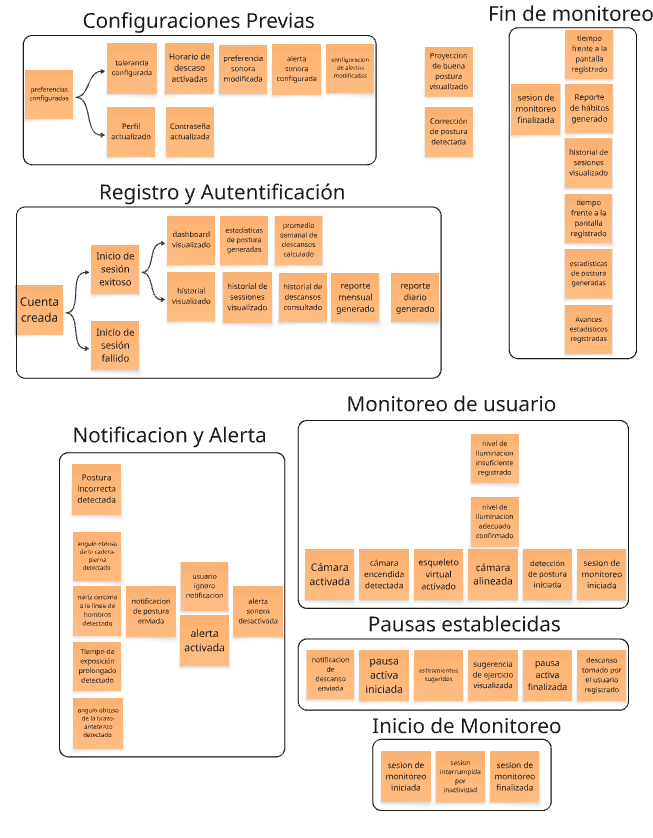 Configuraciones Previas
preferencias
configuradas
tolerancia
configurada
Horario de
descaso
activadas
preferencia
sonora
modificada
alerta
sonora
configurada
configuracion
de alertas
modificadas
Perfil
actualizado
Contraseña
actualizada
Proyeccion
de buena
postura
visualizado
Corrección
de postura
detectada
Fin de monitoreo
sesion de
monitoreo
finalizada
tiempo
frente a la
pantalla
registrado
Reporte
de hábitos
generado
historial de
sesiones
visualizado
tiempo
frente a la
pantalla
registrado
estadísticas
de postura
generadas
Avances
estadísticos
registradas
Registro y Autentificación
Cuenta
creada
Inicio de
sesión
exitoso
Inicio de
sesión
fallido
dashboard
visualizado
estadísticas
de postura
generadas
promedio
semanal de
descansos
calculado
historial
visualizado
historial de
sesiones
visuailzado
historial de
descansos
consultado
reporte
mensual
generado
reporte
diario
generado
Notificacion y Alerta
Postura
Incorrecta
detectada
angulo obtuso
de la cadera-
pierna
detectado
nariz cercana
a la linea de
hombros
detectado
Tiempo de
exposición
prolongado
detectado
angulo obtuso
de la brazo-
antebrazo
detectado
notificacion
de postura
enviada
usuario
ignoro
notificacion
alerta
activada
alerta
sonora
desactivada
Monitoreo de usuario
nivel de
iluminacion
insuficiente
registrado
nivel de
iluminacion
adecuado
confirmado
Cámara
activada
cámara
encendida
detectada
esqueleto
virtual
activado
cámara
alineada
detección
de postura
iniciada
sesion de
monitoreo
iniciada
Pausas establecidas
notificacion
de
descanso
enviada
pausa
activa
iniciada
estiramientos
sugeridos
sugerencia
de ejercicio
visualizada
pausa
activa
finalizada
descanso
tomado por
el usuario
registrado
Inicio de Monitoreo
sesion de
monitoreo
iniciada
sesion
interrumpida
por
inactividad
sesion de
monitoreo
finalizada